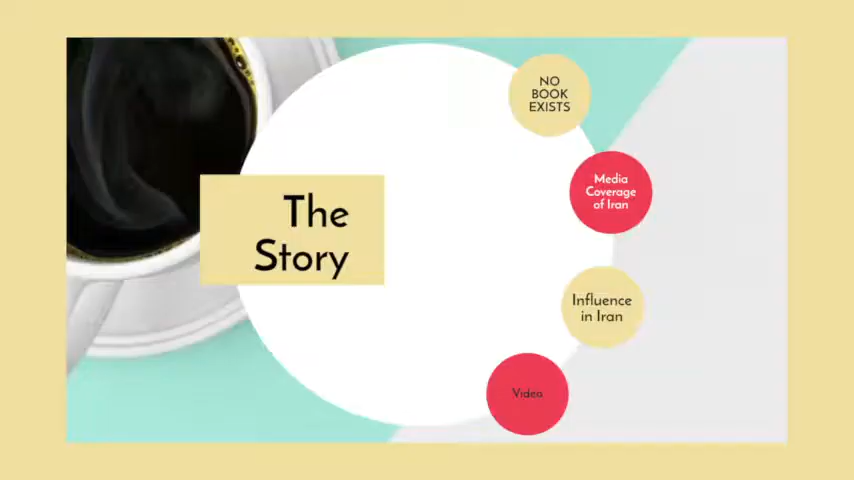 The
Story
NO
BOOK
EXISTS
Media
Coverage
of Iran
Influence
in Iran
Video